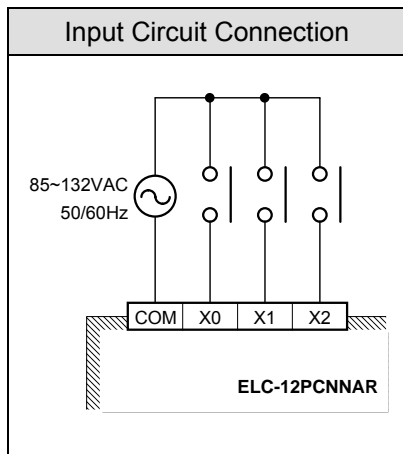 Input Circuit Connection
85~132VAC
50/60Hz
COM X0 X1 X2
ELC-12PCNNAR